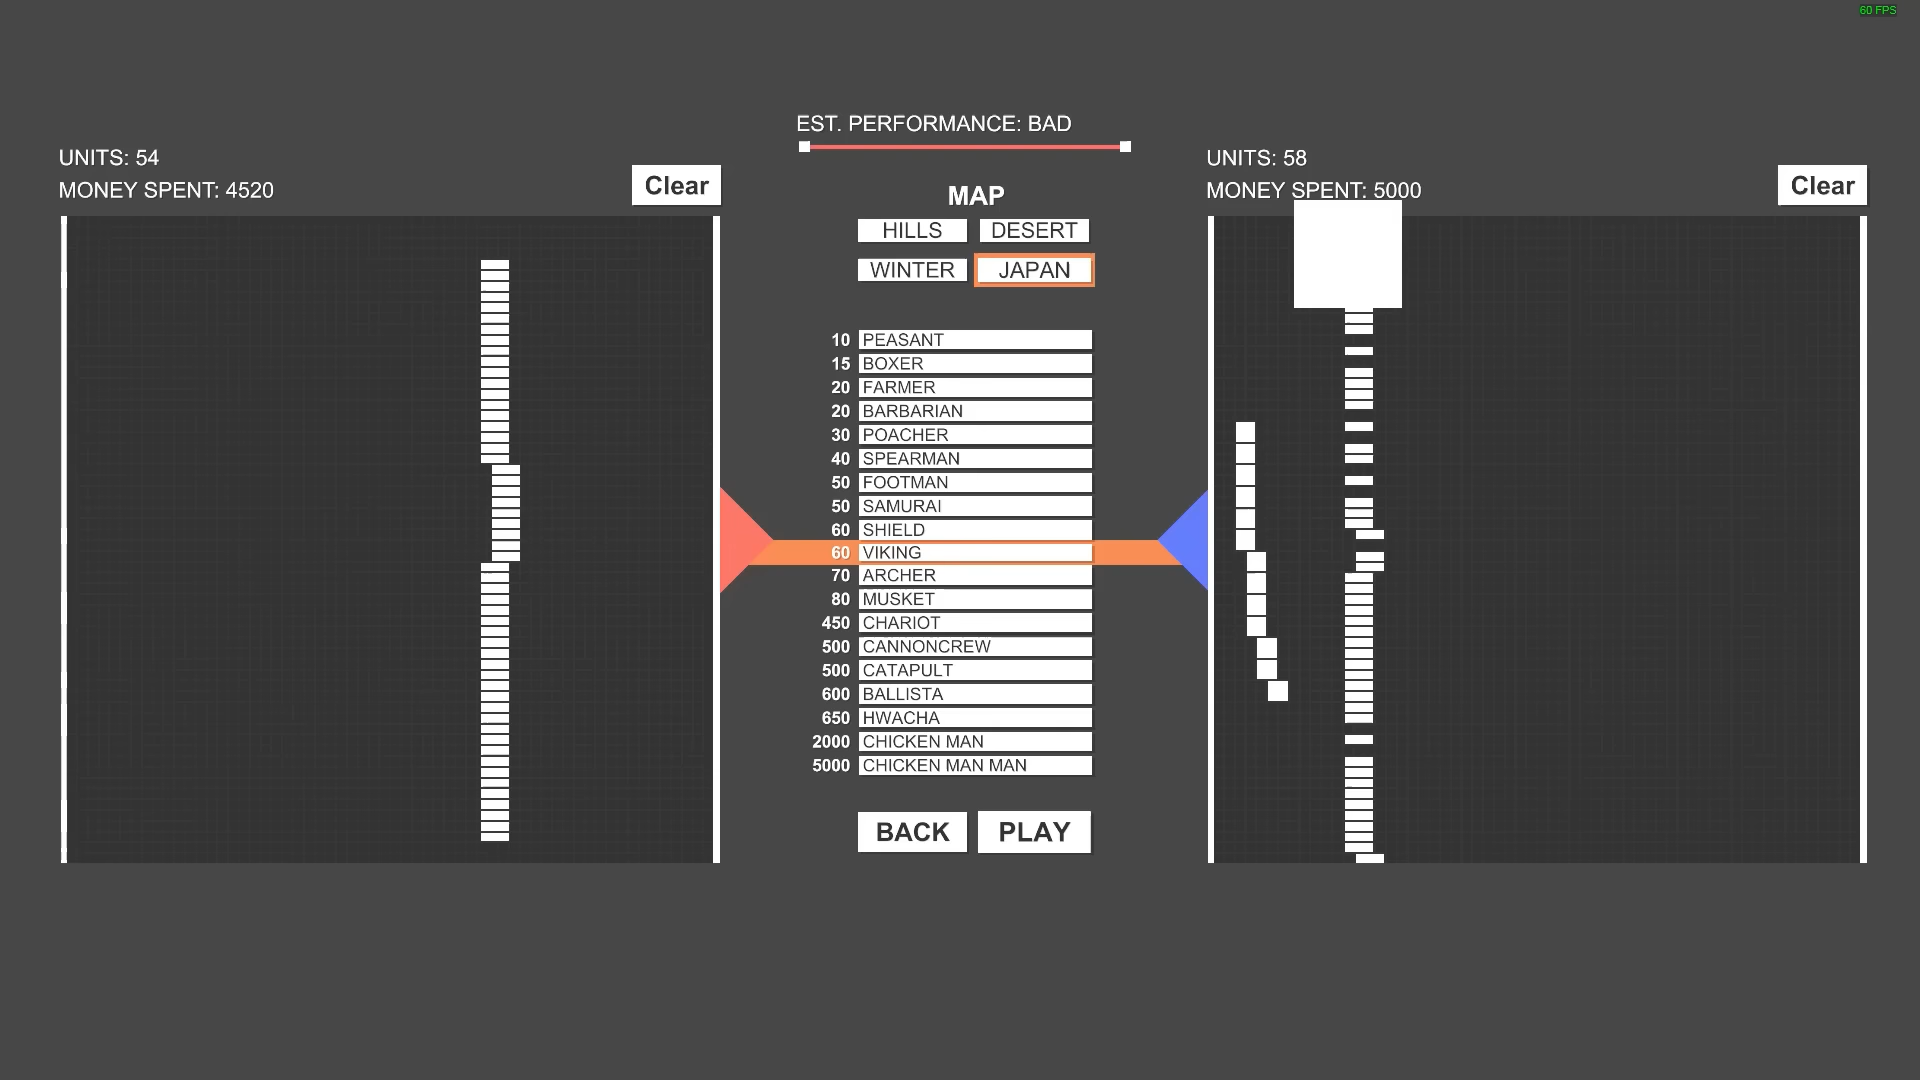 60 FPS
EST. PERFORMANCE: BAD
UNITS: 54
MONEY SPENT: 4520
Clear
UNITS: 58
MONEY SPENT: 5000
Clear
MAP
HILLS DESERT
WINTER JAPAN
10 PEASANT
15 BOXER
20 FARMER
20 BARBARIAN
30 POACHER
40 SPEARMAN
50 FOOTMAN
50 SAMURAI
60 SHIELD
60 VIKING
70 ARCHER
80 MUSKET
450 CHARIOT
500 CANNONCREW
500 CATAPULT
600 BALLISTA
650 HWACHA
2000 CHICKEN MAN
5000 CHICKEN MAN MAN
BACK PLAY